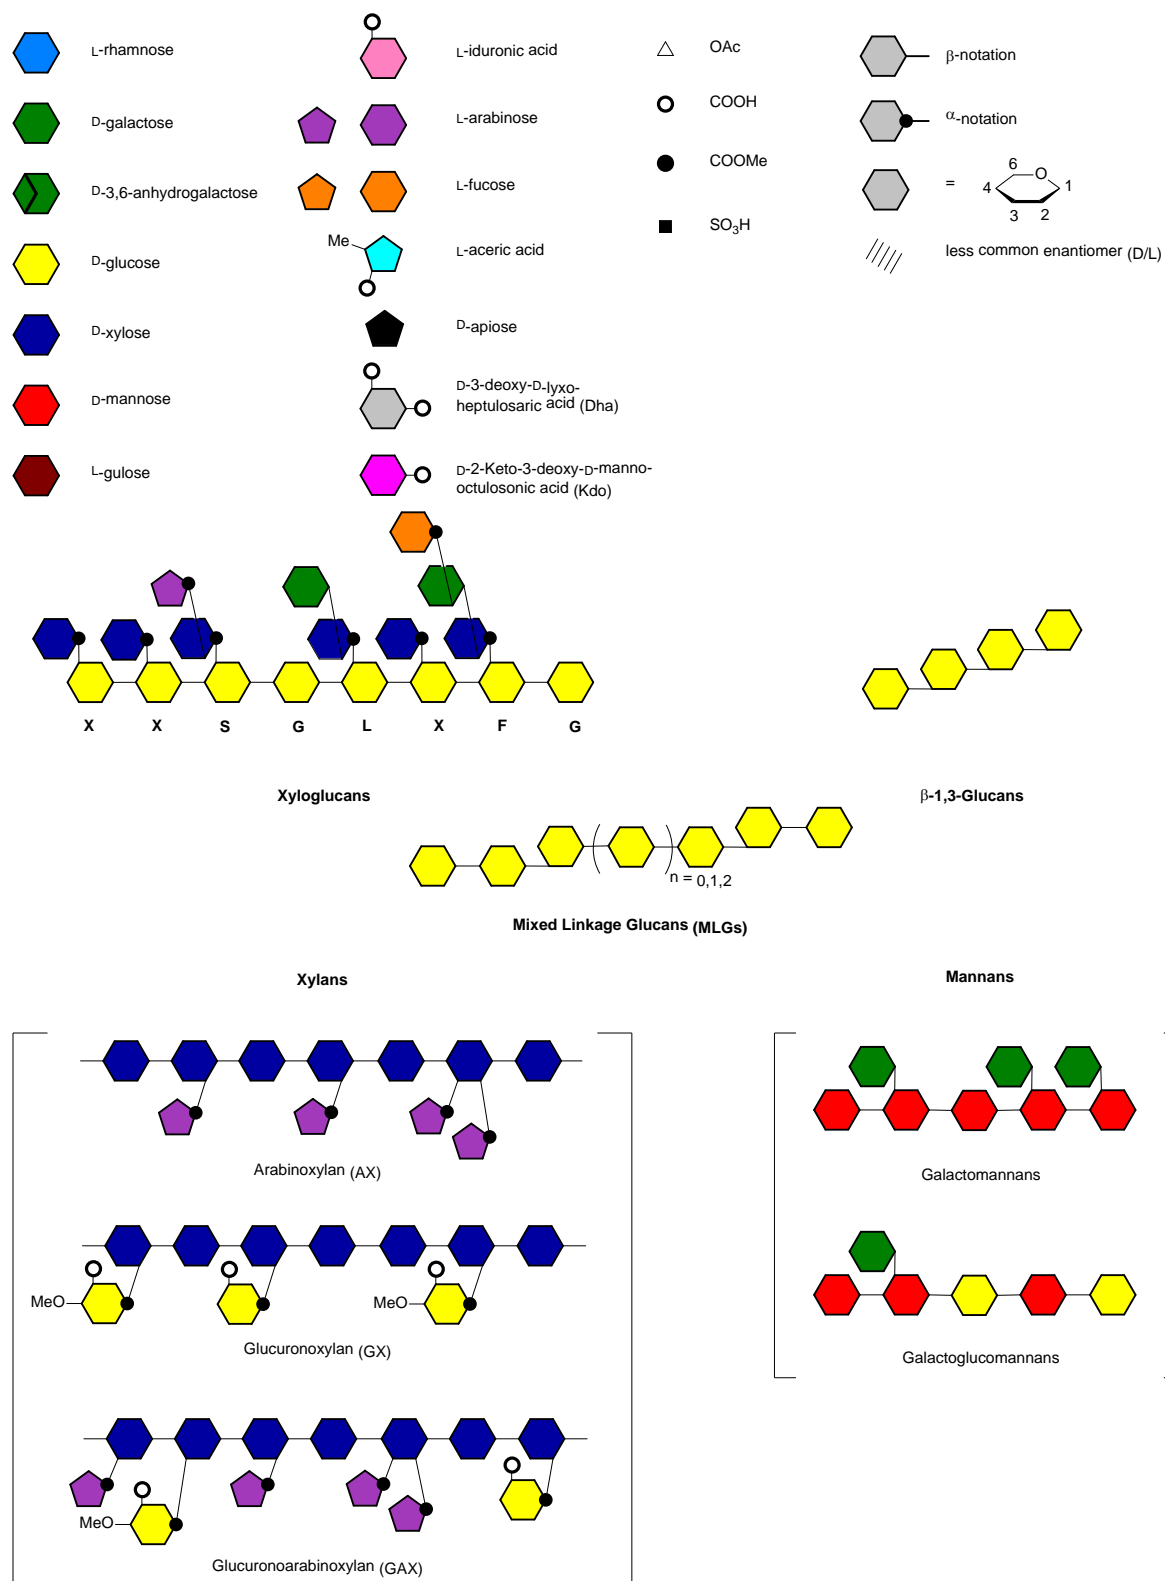 L-rhamnose
D-galactose
D-3,6-anhydrogalactose
D-glucose
D-xylose
D-mannose
L-gulose
L-iduronic acid
L-arabinose
L-fucose
Me
L-aceric acid
D-apiose
D-3-deoxy-D-lyxo-
heptulosaric acid (Dha)
D-2-Keto-3-deoxy-D-manno-
octulosonic acid (Kdo)
OAc
COOH
COOMe
SO3H
β-notation
α-notation
= 6 O 4 1 3 2
less common enantiomer (D/L)
X X S G L X F G
Xyloglucans
β-1,3-Glucans
n = 0,1,2
Mixed Linkage Glucans (MLGs)
Xylans
Mannans
Arabinoxylan (AX)
MeO MeO
Glucuronoxylan (GX)
MeO
Glucuronoarabinoxylan (GAX)
Galactomannans
Galactoglucomannans